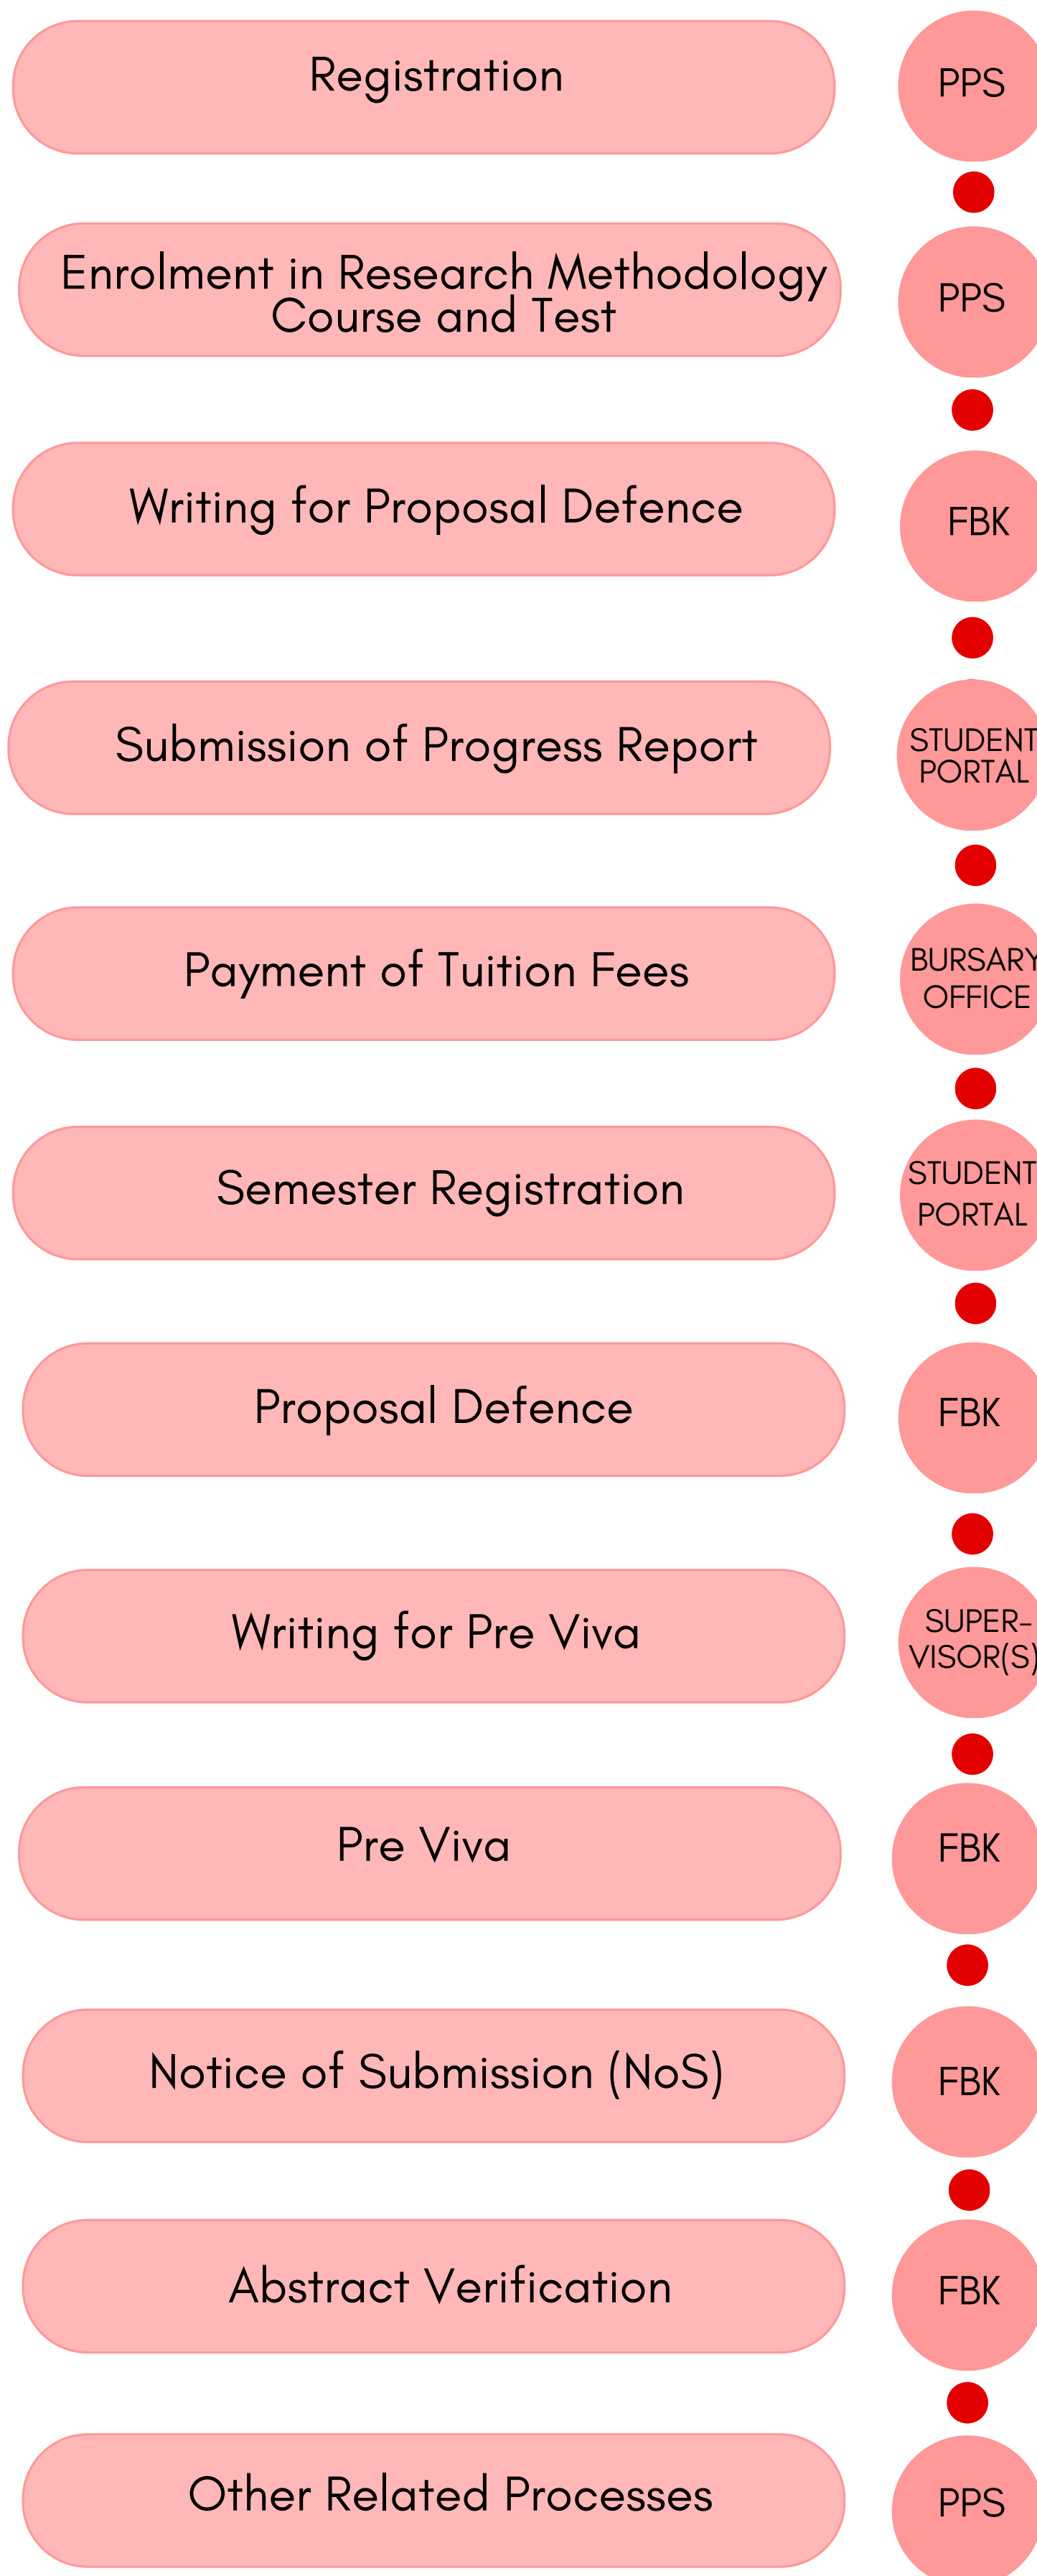 Registration
PPS
Enrolment in Research Methodology
Course and Test
PPS
Writing for Proposal Defence
FBK
Submission of Progress Report
STUDENT
PORTAL
Payment of Tuition Fees
BURSARY
OFFICE
Semester Registration
STUDENT
PORTAL
Proposal Defence
FBK
Writing for Pre Viva
SUPER-
VISOR(S)
Pre Viva
FBK
Notice of Submission (NoS)
FBK
Abstract Verification
FBK
Other Related Processes
PPS